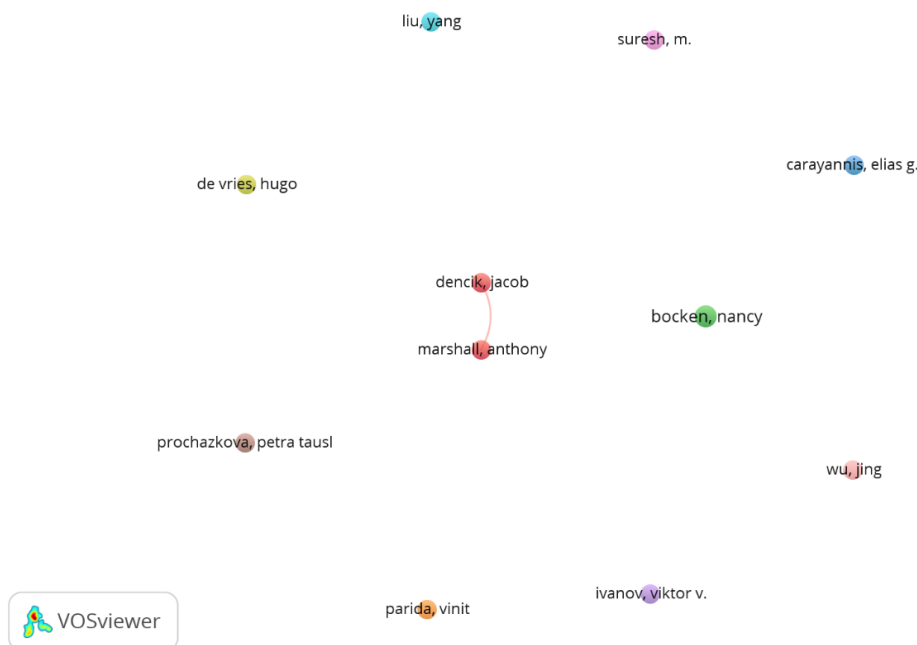 liu, yang
suresh, m.
carayannis, elias g.
de vries, hugo
dencik, jacob
bocken, nancy
marshall, anthony
prochazkova, petra tausl
wu, jing
ivanov, viktor v.
parida, vinit
VOSviewer